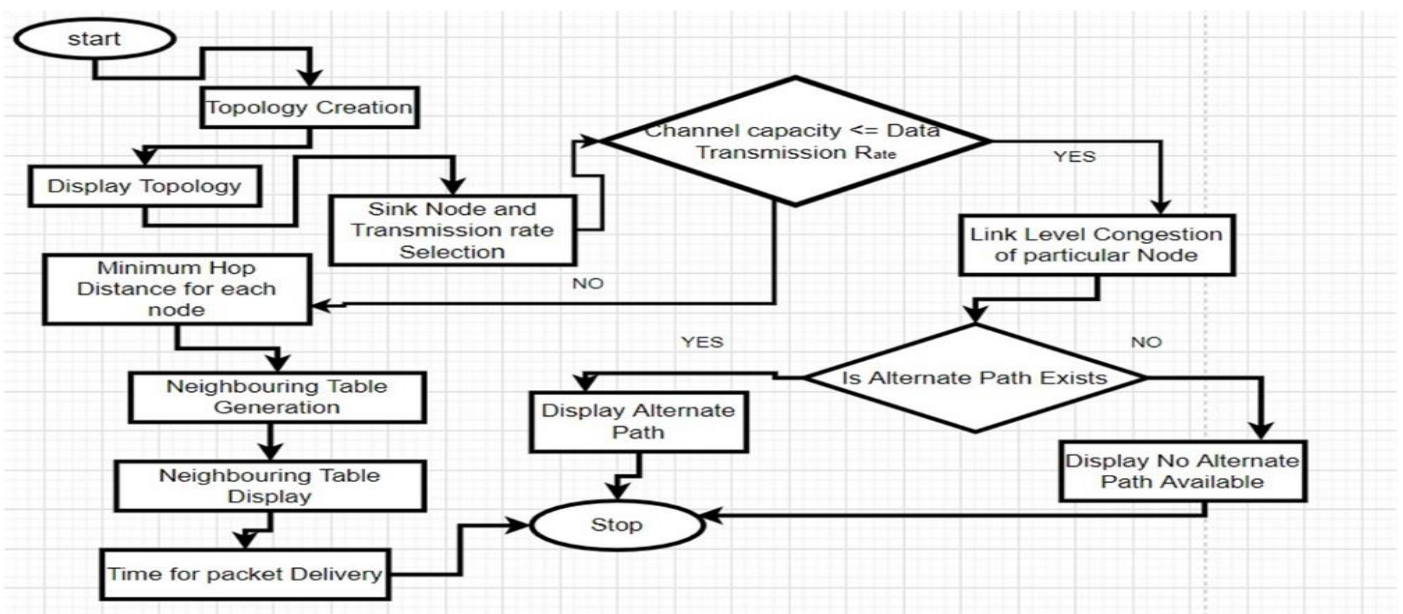 start
Topology Creation
Display Topology
Sink Node and
Transmission rate
Selection
Channel capacity <= Data
Transmission Rate
YES
Link Level Congestion
of particular Node
NO
Minimum Hop
Distance for each
node
YES
NO
Is Alternate Path Exists
Neighbouring Table
Generation
Display Alternate
Path
Display No Alternate
Path Available
Neighbouring Table
Display
Stop
Time for packet Delivery